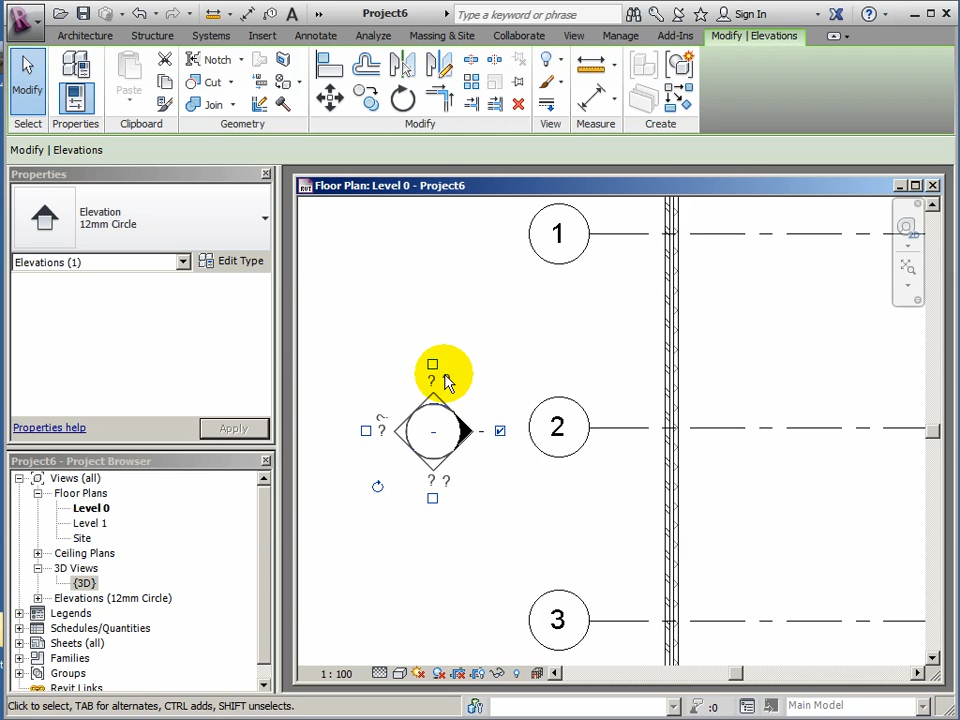 Project6
Type a keyword or phrase
Sign In
Architecture Structure Systems Insert Annotate Analyze Massing & Site Collaborate View Manage Add-Ins Modify | Elevations
Modify
Paste
Notch
Cut
Join
Select Properties Clipboard Geometry Modify View Measure Create
Modify | Elevations
Properties
Elevation
12mm Circle
Elevations (1)
Edit Type
Properties help
Apply
Project6 - Project Browser
Views (all)
Floor Plans
Level 0
Level 1
Site
Ceiling Plans
3D Views
{3D}
Elevations (12mm Circle)
Legends
Schedules/Quantities
Sheets (all)
Families
Groups
Revit Links
Floor Plan: Level 0 - Project6
1
2D
? ?
?
?
- -
2
? ?
3
1 : 100
Click to select, TAB for alternates, CTRL adds, SHIFT unselects.
:0
Main Model